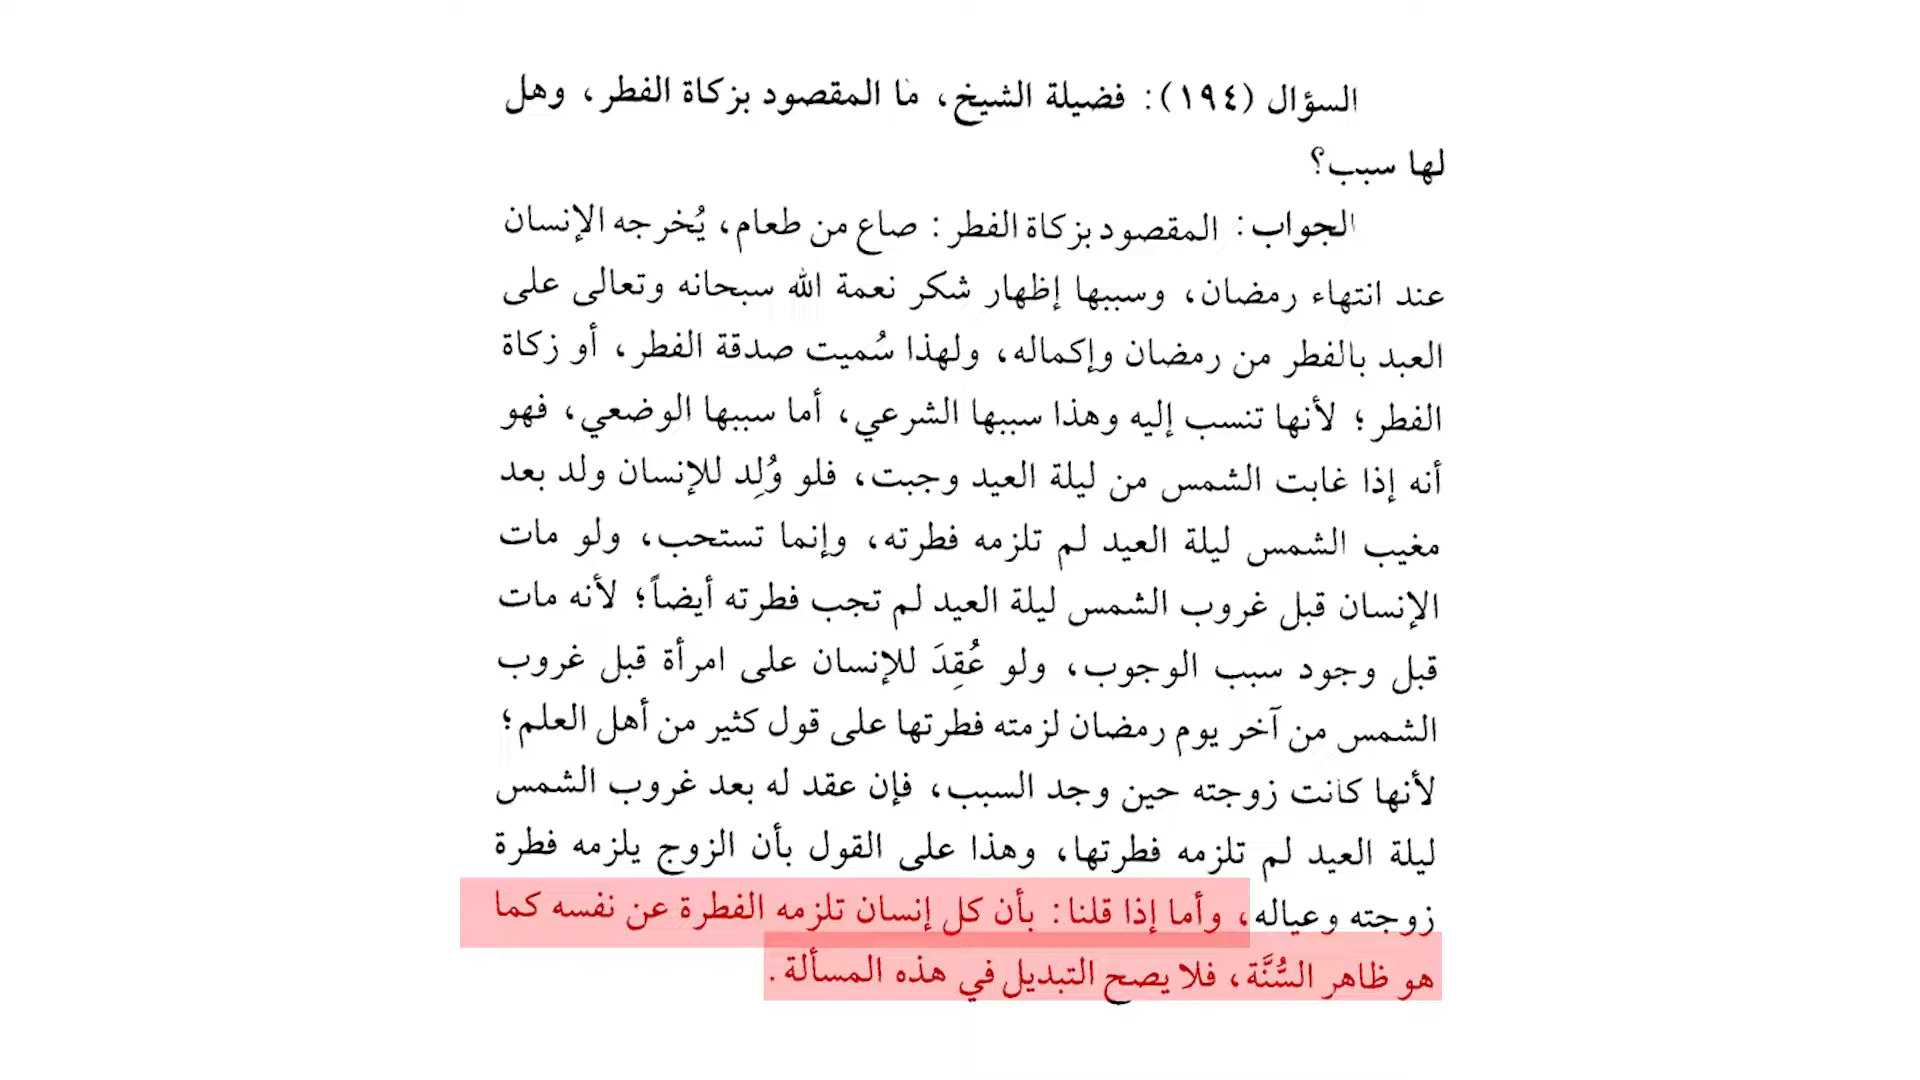 السؤال (١٩٤): فضيلة الشيخ، ما المقصود بزكاة الفطر، وهل
لها سبب؟
الجواب: المقصود بزكاة الفطر: صاع من طعام، يُخرجه الإنسان
عند انتهاء رمضان، وسببها إظهار شكر نعمة الله سبحانه وتعالى على
العبد بالفطر من رمضان وإكماله، ولهذا سُميت صدقة الفطر، أو زكاة
الفطر؛ لأنها تنسب إليه وهذا سببها الشرعي، أما سببها الوضعي، فهو
أنه إذا غابت الشمس من ليلة العيد وجبت، فلو وُلِد للإنسان ولد بعد
مغيب الشمس ليلة العيد لم تلزمه فطرته، وإنما تستحب، ولو مات
الإنسان قبل غروب الشمس ليلة العيد لم تجب فطرته أيضاً؛ لأنه مات
قبل وجود سبب الوجوب، ولو عُقِدَ للإنسان على امرأة قبل غروب
الشمس من آخر يوم رمضان لزمته فطرتها على قول كثير من أهل العلم؛
لأنها كانت زوجته حين وجد السبب، فإن عقد له بعد غروب الشمس
ليلة العيد لم تلزمه فطرتها، وهذا على القول بأن الزوج يلزمه فطرة
زوجته وعياله، وأما إذا قلنا: بأن كل إنسان تلزمه الفطرة عن نفسه كما
هو ظاهر السُّنَّة، فلا يصح التبديل في هذه المسألة.